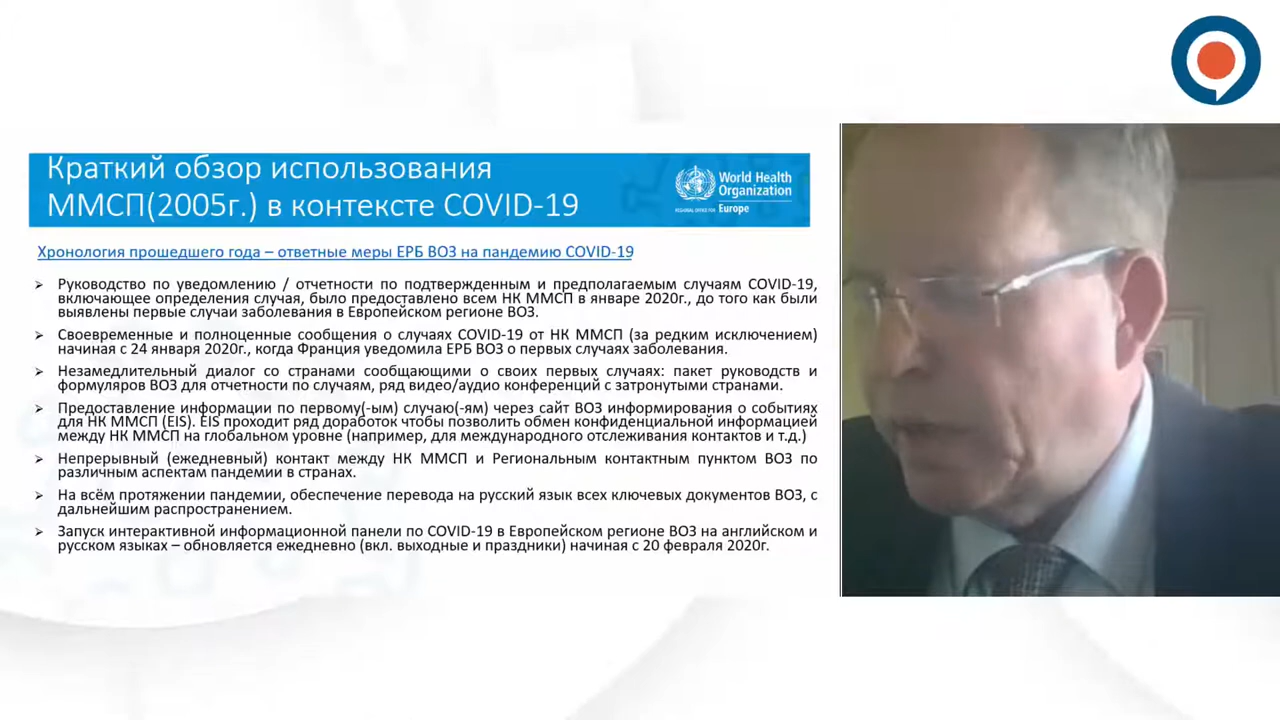 Краткий обзор использования
ММСП(2005г.) в контексте COVID-19
World Health
Organization
REGIONAL OFFICE FOR Europe
Хронология прошедшего года – ответные меры ЕРБ ВОЗ на пандемию COVID-19
➢ Руководство по уведомлению / отчетности по подтвержденным и предполагаемым случаям COVID-19,
включающее определения случая, было предоставлено всем НК ММСП в январе 2020г., до того как были
выявлены первые случаи заболевания в Европейском регионе ВОЗ.
➢ Своевременные и полноценные сообщения о случаях COVID-19 от НК ММСП (за редким исключением)
начиная с 24 января 2020г., когда Франция уведомила ЕРБ ВОЗ о первых случаях заболевания.
➢ Незамедлительный диалог со странами сообщающими о своих первых случаях: пакет руководств и
формуляров ВОЗ для отчетности по случаям, ряд видео/аудио конференций с затронутыми странами.
➢ Предоставление информации по первому(-ым) случаю(-ям) через сайт ВОЗ информирования о событиях
для НК ММСП (EIS). EIS проходит ряд доработок чтобы позволить обмен конфиденциальной информацией
между НК ММСП на глобальном уровне (например, для международного отслеживания контактов и т.д.)
➢ Непрерывный (ежедневный) контакт между НК ММСП и Региональным контактным пунктом ВОЗ по
различным аспектам пандемии в странах.
➢ На всём протяжении пандемии, обеспечение перевода на русский язык всех ключевых документов ВОЗ, с
дальнейшим распространением.
➢ Запуск интерактивной информационной панели по COVID-19 в Европейском регионе ВОЗ на английском и
русском языках – обновляется ежедневно (вкл. выходные и праздники) начиная с 20 февраля 2020г.